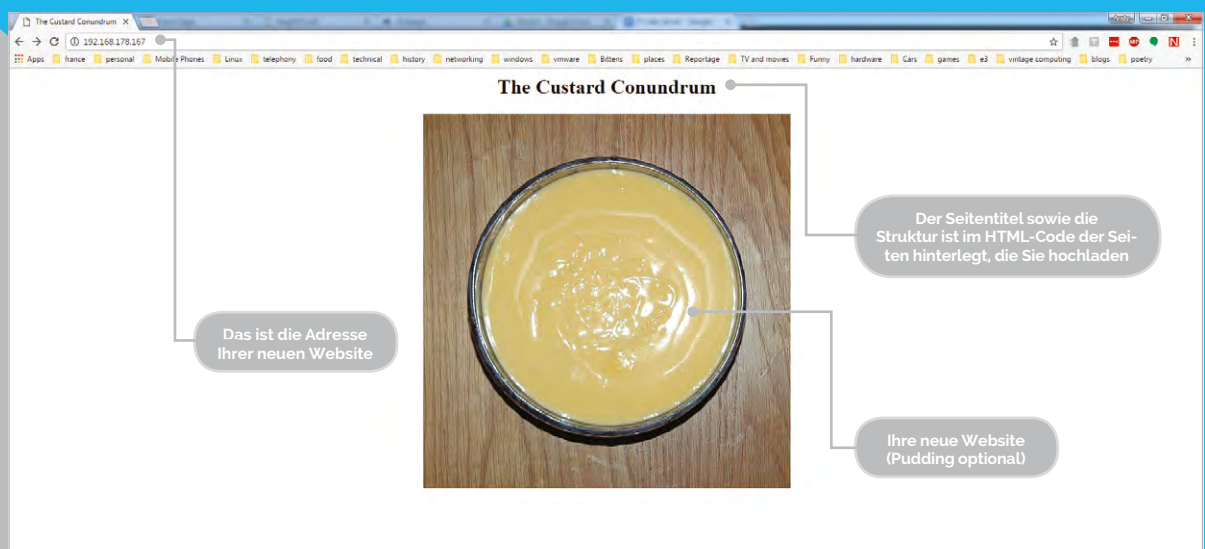 The Custard Conundrum
192.168.178.167
Apps france personal Mobile Phones Linux telephony food technical history networking windows vmware Bittens places Reportage TV and movies Funny hardware Cars games e3 vintage computing blogs poetry »
The Custard Conundrum
Der Seitentitel sowie die
Struktur ist im HTML-Code der Sei-
ten hinterlegt, die Sie hochladen
Das ist die Adresse
Ihrer neuen Website
Ihre neue Website
(Pudding optional)